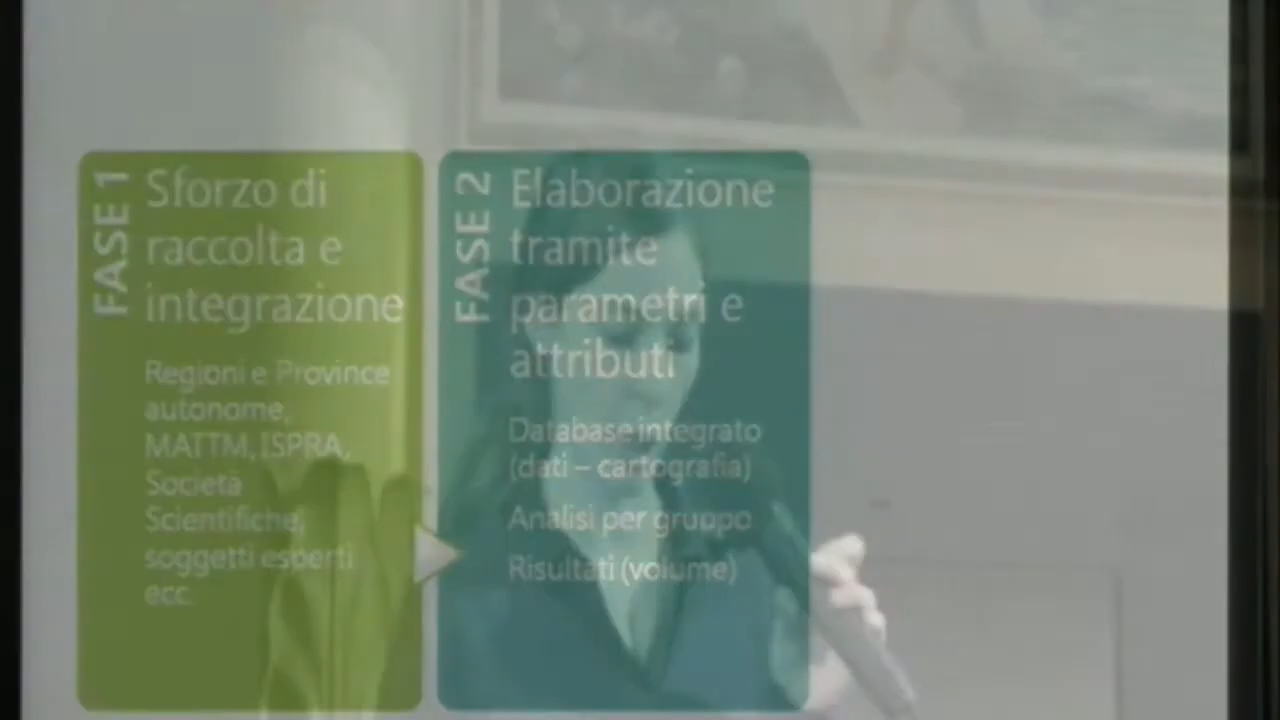 FASE 1
Sforzo di
raccolta e
integrazione
Regioni e Province
autonome,
MATTM, ISPRA,
Società
Scientifiche,
soggetti esperti
ecc.
FASE 2
Elaborazione
tramite
parametri e
attributi
Database integrato
(dati – cartografia)
Analisi per gruppo
Risultati (volume)